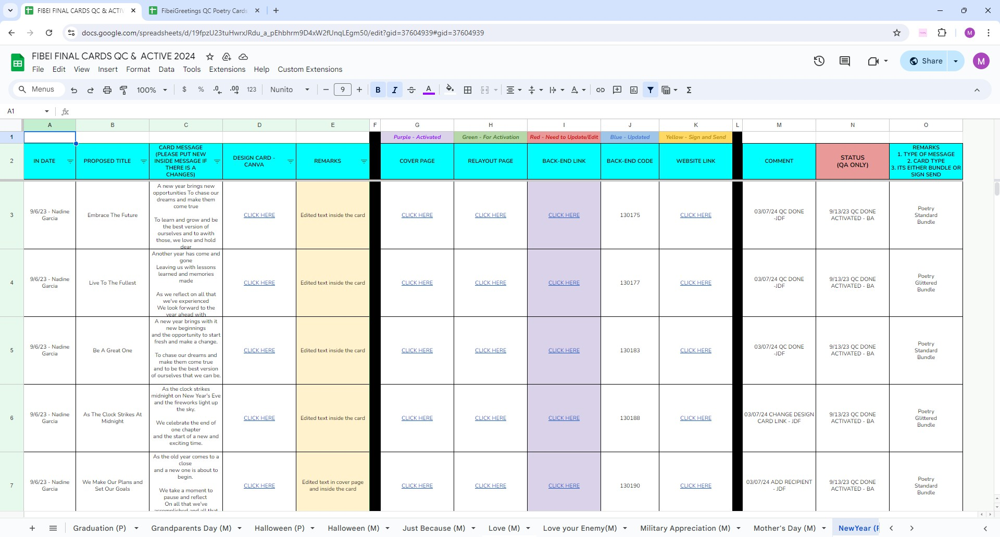 FIBEI FINAL CARDS QC & ACTIV
FibeiGreetings QC Poetry Cards
docs.google.com/spreadsheets/d/19fpzU23tuHwrxJRdu_a_pEhbhrm9D4xW2fUnqLEgm50/edit?gid=37604939#gid=37604939
M
FIBEI FINAL CARDS QC & ACTIVE 2024
File Edit View Insert Format Data Tools Extensions Help Custom Extensions
Share
M
Menus
100%
$ % .0 .00 123
Nunito
9
B I A
A1
fx
A B C D E F G H I J K L M N O
1
Purple - Activated
Green - For Activation
Red - Need to Update/Edit
Blue - Updated
Yellow - Sign and Send
2
IN DATE
PROPOSED TITLE
CARD MESSAGE
(PLEASE PUT NEW
INSIDE MESSAGE IF
THERE IS A
CHANGES)
DESIGN CARD -
CANVA
REMARKS
COVER PAGE
RELAYOUT PAGE
BACK-END LINK
BACK-END CODE
WEBSITE LINK
COMMENT
STATUS
(QA ONLY)
REMARKS
1. TYPE OF MESSAGE
2. CARD TYPE
3. ITS EITHER BUNDLE OR
SIGN SEND
3
9/6/23 - Nadine
Garcia
Embrace The Future
A new year brings new
opportunities To chase our
dreams and make them
come true
To learn and grow and be
the best version of
ourselves and to awith
those, we love and hold
dear
CLICK HERE
Edited text inside the card
CLICK HERE
CLICK HERE
CLICK HERE
130175
CLICK HERE
03/07/24 QC DONE
-JDF
9/13/23 QC DONE
ACTIVATED - BA
Poetry
Standard
Bundle
4
9/6/23 - Nadine
Garcia
Live To The Fullest
Another year has come and
gone
Leaving us with lessons
learned and memories
made
As we reflect on all that
we've experienced
We look forward to the
year ahead with
CLICK HERE
Edited text inside the card
CLICK HERE
CLICK HERE
CLICK HERE
130177
CLICK HERE
03/07/24 QC DONE
-JDF
9/13/23 QC DONE
ACTIVATED - BA
Poetry
Glittered
Bundle
5
9/6/23 - Nadine
Garcia
Be A Great One
A new year brings with it
new beginnings
and the opportunity to start
fresh and make a change.
To chase our dreams and
make them come true
and to be the best version
of ourselves that we can be.
CLICK HERE
Edited text inside the card
CLICK HERE
CLICK HERE
CLICK HERE
130183
CLICK HERE
03/07/24 QC DONE
-JDF
9/13/23 QC DONE
ACTIVATED - BA
Poetry
Standard
Bundle
6
9/6/23 - Nadine
Garcia
As The Clock Strikes At
Midnight
As the clock strikes
midnight on New Year's Eve
and the fireworks light up
the sky.
We celebrate the end of
one chapter
and the start of a new and
exciting time.
CLICK HERE
Edited text inside the card
CLICK HERE
CLICK HERE
CLICK HERE
130188
CLICK HERE
03/07/24 CHANGE DESIGN
CARD LINK - JDF
9/13/23 QC DONE
ACTIVATED - BA
Poetry
Glittered
Bundle
7
9/6/23 - Nadine
Garcia
We Make Our Plans and
Set Our Goals
As the old year comes to a
close
and a new one is about to
begin.
We take a moment to
pause and reflect
On all that we've
accomplished and all that
CLICK HERE
Edited text in cover page
and inside the card
CLICK HERE
CLICK HERE
CLICK HERE
130190
CLICK HERE
03/07/24 ADD RECIPIENT
- JDF
9/13/23 QC DONE
ACTIVATED - BA
Poetry
Standard
Bundle
Graduation (P)
Grandparents Day (M)
Halloween (P)
Halloween (M)
Just Because (M)
Love (M)
Love your Enemy(M)
Military Appreciation (M)
Mother's Day (M)
NewYear (P